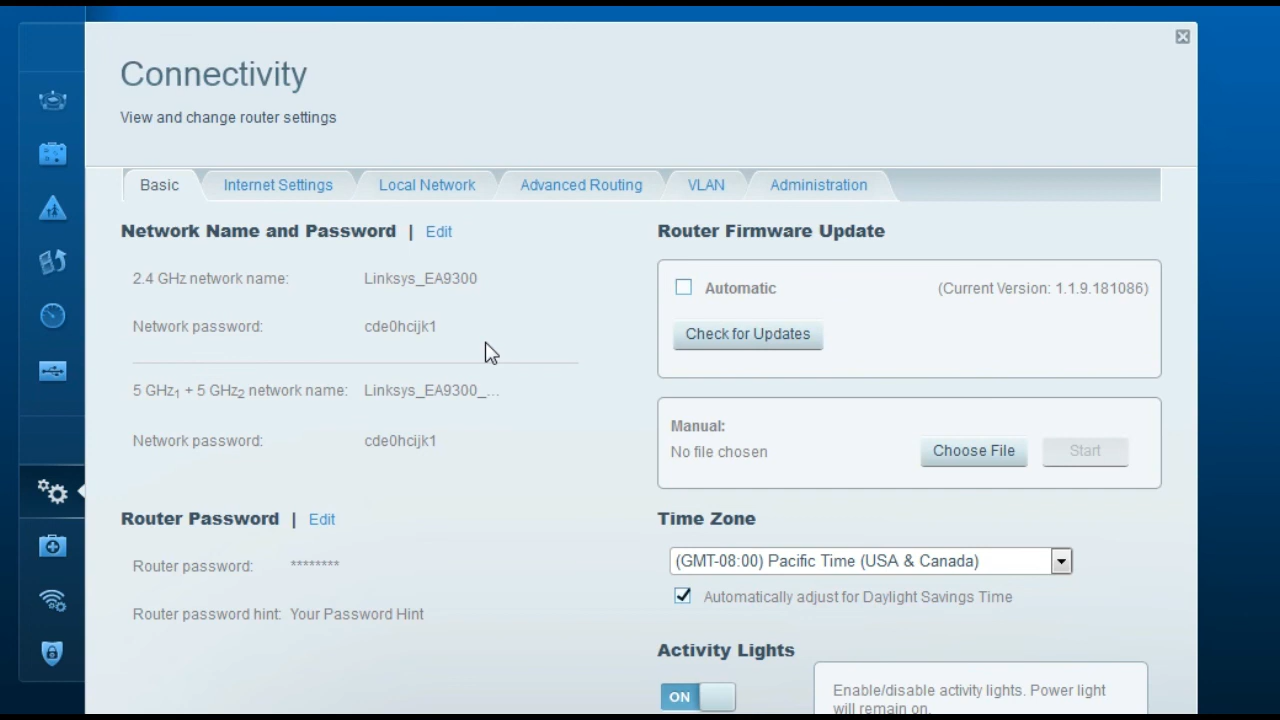 Connectivity
View and change router settings
Basic
Internet Settings
Local Network
Advanced Routing
VLAN
Administration
Network Name and Password | Edit
2.4 GHz network name: Linksys_EA9300
Network password: cde0hcijk1
5 GHz1 + 5 GHz2 network name: Linksys_EA9300_...
Network password: cde0hcijk1
Router Password | Edit
Router password: ********
Router password hint: Your Password Hint
Router Firmware Update
Automatic (Current Version: 1.1.9.181086)
Check for Updates
Manual:
No file chosen Choose File Start
Time Zone
(GMT-08:00) Pacific Time (USA & Canada)
Automatically adjust for Daylight Savings Time
Activity Lights
ON
Enable/disable activity lights. Power light
will remain on.